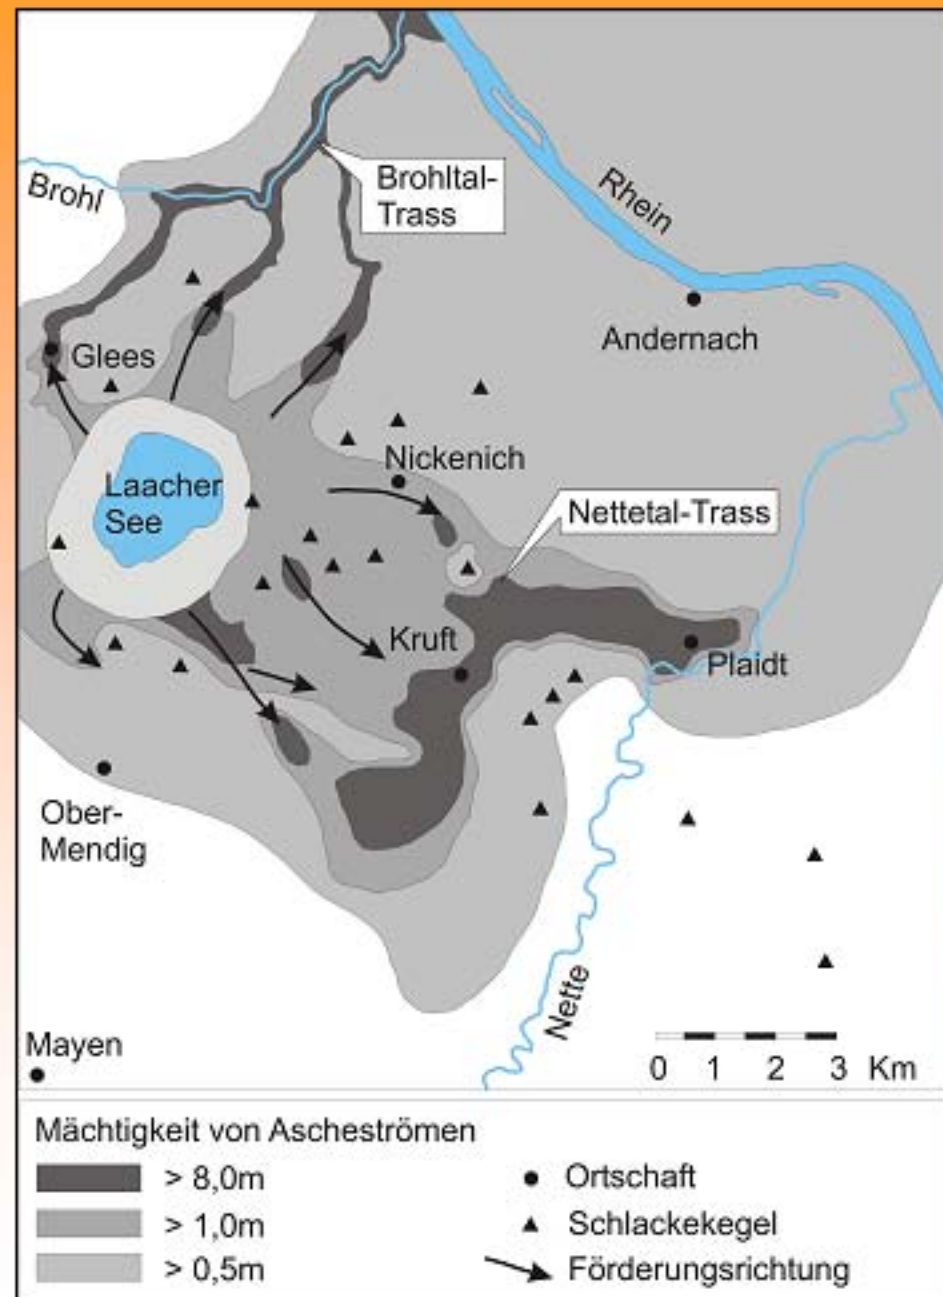 Brohl
Brohltal-
Trass
Rhein
Andernach
Glees
Nickenich
Laacher
See
Nettetal-Trass
Kruft
Plaidt
Ober-
Mendig
Nette
Mayen
0 1 2 3 Km
Mächtigkeit von Ascheströmen
> 8,0m
> 1,0m
> 0,5m
Ortschaft
Schlackekegel
Förderungsrichtung